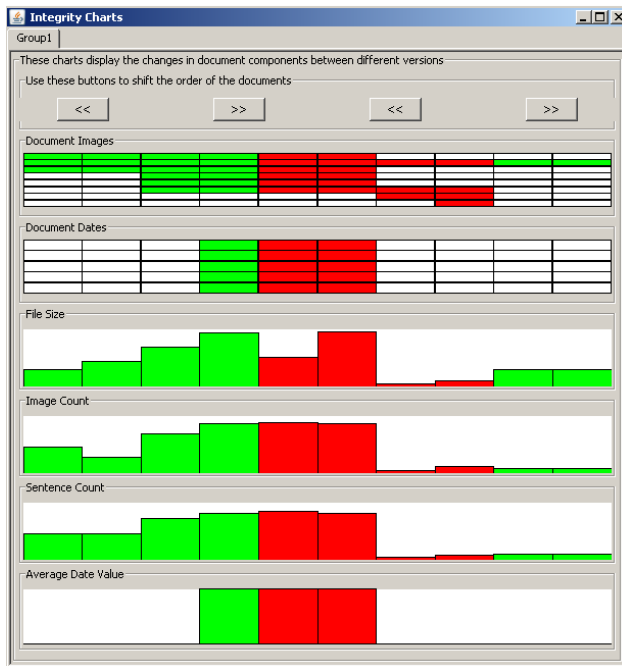 Integrity Charts
Group1
These charts display the changes in document components between different versions
Use these buttons to shift the order of the documents
<< >> << >>
Document Images
Document Dates
File Size
Image Count
Sentence Count
Average Date Value